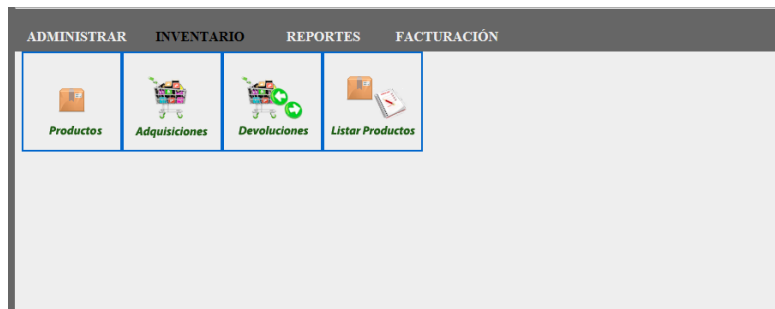 ADMINISTRAR INVENTARIO REPORTES FACTURACIÓN
Productos Adquisiciones Devoluciones Listar Productos